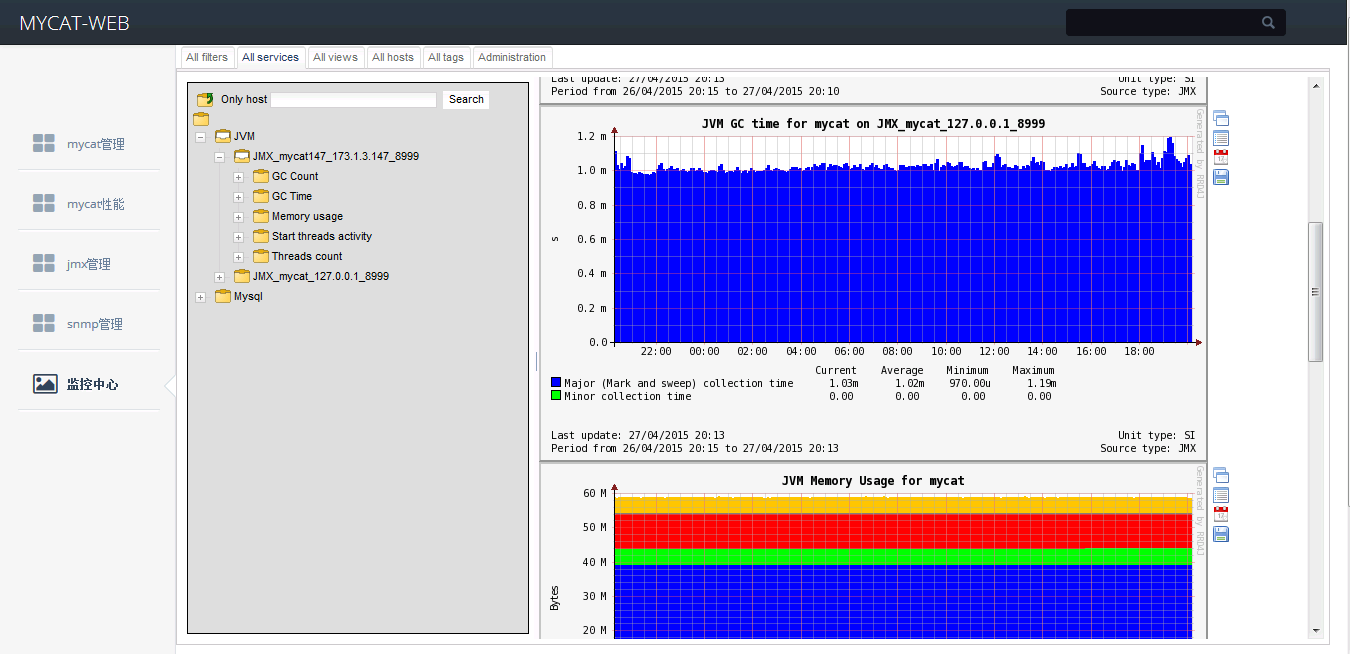 MYCAT-WEB
All filters All services All views All hosts All tags Administration
mycat管理
mycat性能
jmx管理
snmp管理
监控中心
Only host Search
JVM
JMX_mycat147_173.1.3.147_8999
GC Count
GC Time
Memory usage
Start threads activity
Threads count
JMX_mycat_127.0.0.1_8999
Mysql
Last update: 27/04/2015 20:13 Unit type: SI
Period from 26/04/2015 20:15 to 27/04/2015 20:10 Source type: JMX
JVM GC time for mycat on JMX_mycat_127.0.0.1_8999
Generated by RRD4J
1.2 m
1.0 m
0.8 m
0.6 m
0.4 m
0.2 m
0.0
s
22:00 00:00 02:00 04:00 06:00 08:00 10:00 12:00 14:00 16:00 18:00
Current Average Minimum Maximum
Major (Mark and sweep) collection time 1.03m 1.02m 970.00u 1.19m
Minor collection time 0.00 0.00 0.00 0.00
Last update: 27/04/2015 20:13 Unit type: SI
Period from 26/04/2015 20:15 to 27/04/2015 20:13 Source type: JMX
JVM Memory Usage for mycat
Generated by RRD4J
60 M
50 M
40 M
30 M
20 M
Bytes